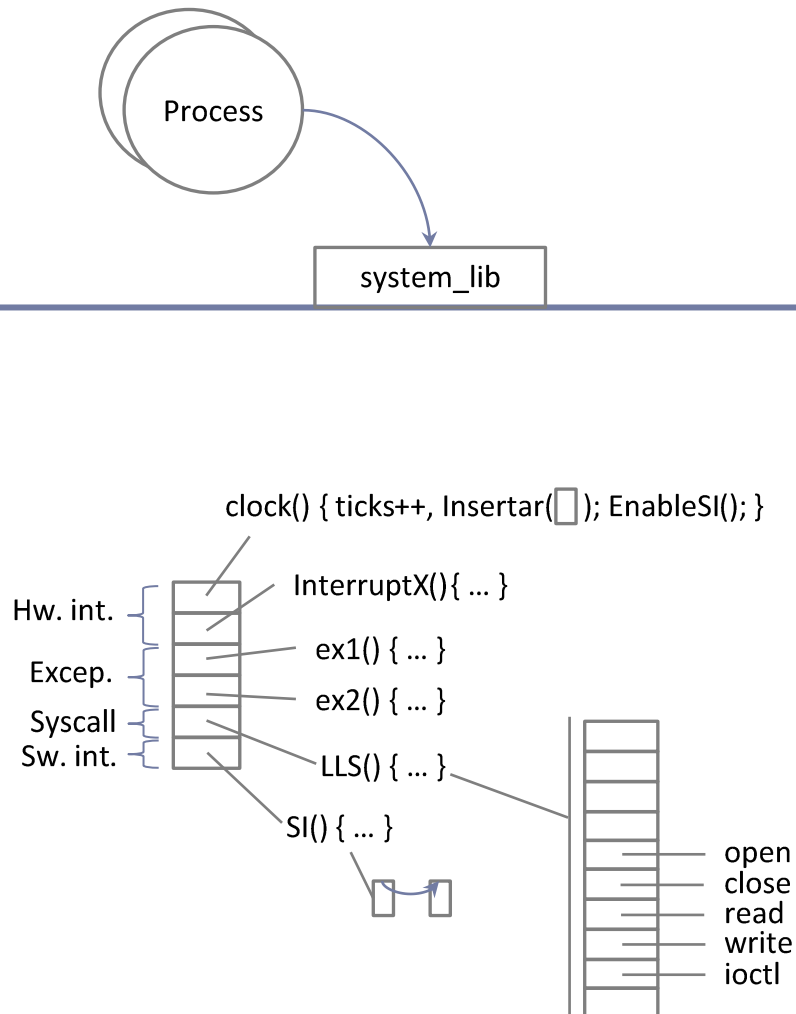 Process
system_lib
clock() { ticks++, Insertar( ); EnableSI(); }
Hw. int.
InterruptX(){ ... }
Excep.
ex1() { ... }
ex2() { ... }
Syscall
Sw. int.
LLS() { ... }
SI() { ... }
open
close
read
write
ioctl